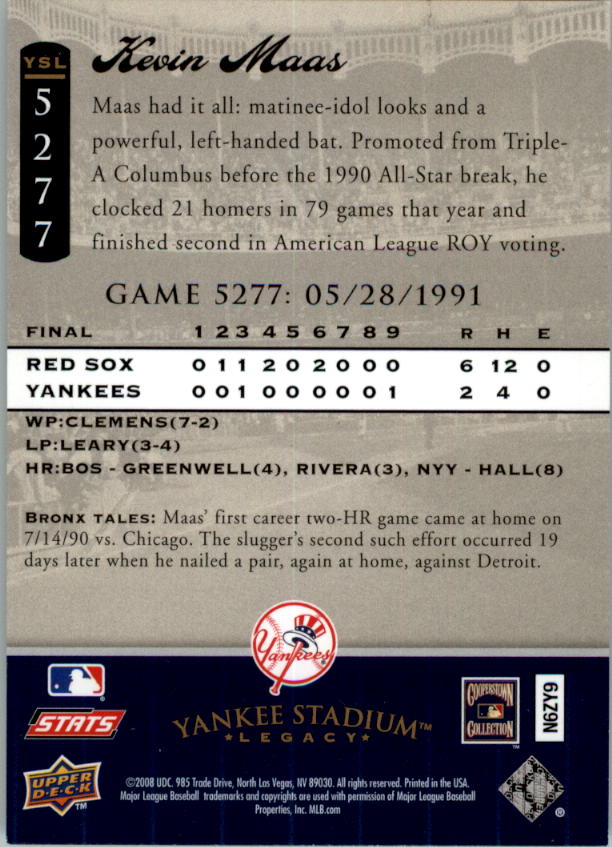 YSL
5
2
7
7
Kevin Maas
Maas had it all: matinee-idol looks and a
powerful, left-handed bat. Promoted from Triple-
A Columbus before the 1990 All-Star break, he
clocked 21 homers in 79 games that year and
finished second in American League ROY voting.
GAME 5277: 05/28/1991
FINAL 1 2 3 4 5 6 7 8 9 R H E
RED SOX 0 1 1 2 0 2 0 0 0 6 12 0
YANKEES 0 0 1 0 0 0 0 0 1 2 4 0
WP:CLEMENS(7-2)
LP:LEARY(3-4)
HR:BOS - GREENWELL(4), RIVERA(3), NYY - HALL(8)
BRONX TALES: Maas' first career two-HR game came at home on
7/14/90 vs. Chicago. The slugger's second such effort occurred 19
days later when he nailed a pair, again at home, against Detroit.
Yankees
STATS
YANKEE STADIUM™
★LEGACY★
COOPERSTOWN
COLLECTION
™
N6ZY9
UPPER
D·E·C·K
™
©2008 UDC. 985 Trade Drive, North Las Vegas, NV 89030. All rights reserved. Printed in the USA.
Major League Baseball trademarks and copyrights are used with permission of Major League Baseball
Properties, Inc. MLB.com
®